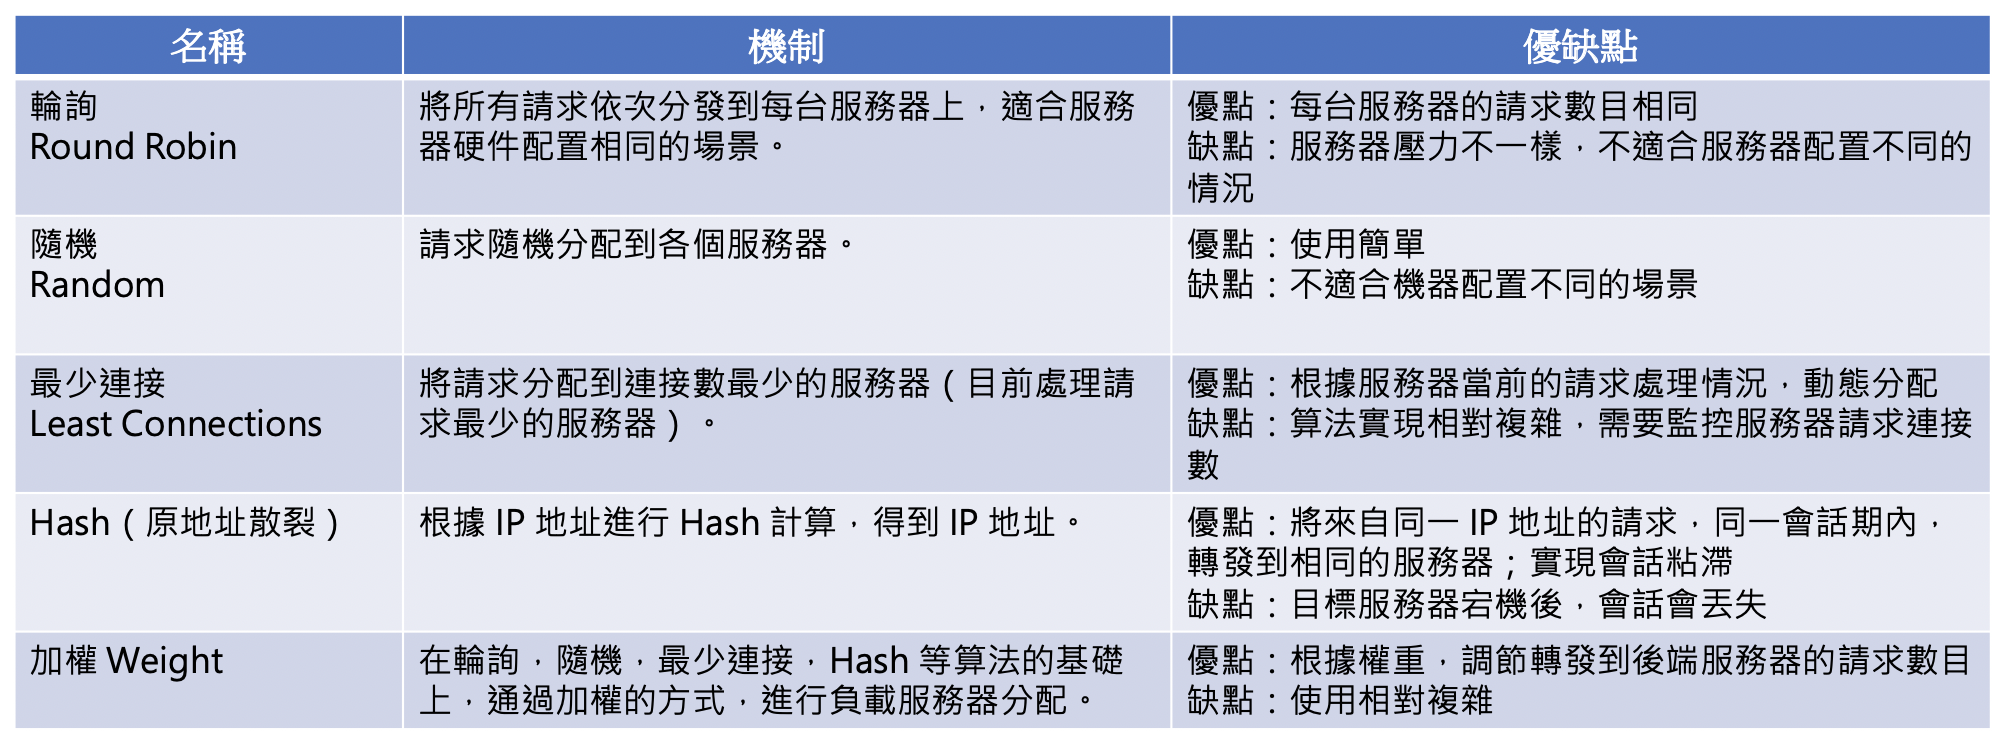 名稱
機制
優缺點
輪詢
Round Robin
將所有請求依次分發到每台服務器上，適合服務
器硬件配置相同的場景。
優點：每台服務器的請求數目相同
缺點：服務器壓力不一樣，不適合服務器配置不同的
情況
隨機
Random
請求隨機分配到各個服務器。
優點：使用簡單
缺點：不適合機器配置不同的場景
最少連接
Least Connections
將請求分配到連接數最少的服務器（目前處理請
求最少的服務器）。
優點：根據服務器當前的請求處理情況，動態分配
缺點：算法實現相對複雜，需要監控服務器請求連接
數
Hash（原地址散裂）
根據 IP 地址進行 Hash 計算，得到 IP 地址。
優點：將來自同一 IP 地址的請求，同一會話期內，
轉發到相同的服務器；實現會話粘滯
缺點：目標服務器宕機後，會話會丟失
加權 Weight
在輪詢，隨機，最少連接，Hash 等算法的基礎
上，通過加權的方式，進行負載服務器分配。
優點：根據權重，調節轉發到後端服務器的請求數目
缺點：使用相對複雜